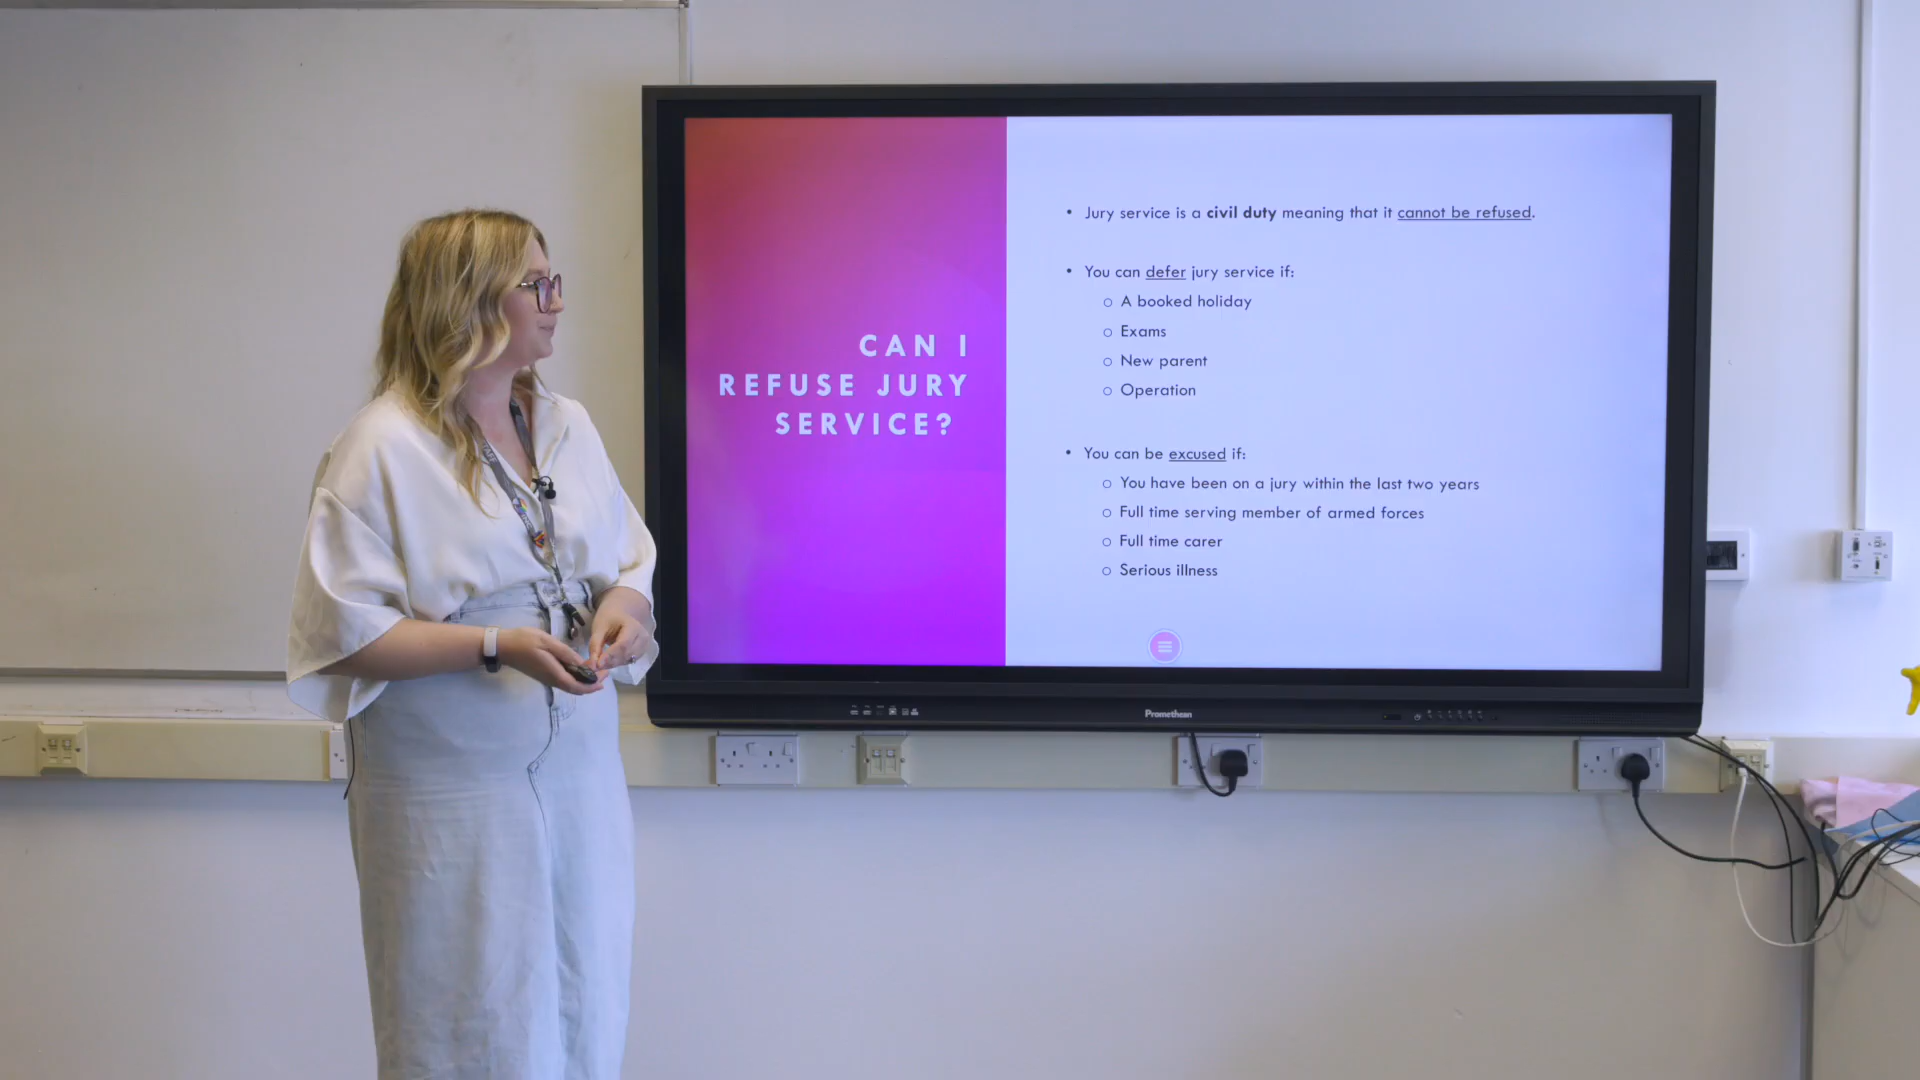 CAN I
REFUSE JURY
SERVICE?
• Jury service is a civil duty meaning that it cannot be refused.
• You can defer jury service if:
○ A booked holiday
○ Exams
○ New parent
○ Operation
• You can be excused if:
○ You have been on a jury within the last two years
○ Full time serving member of armed forces
○ Full time carer
○ Serious illness
Promethean